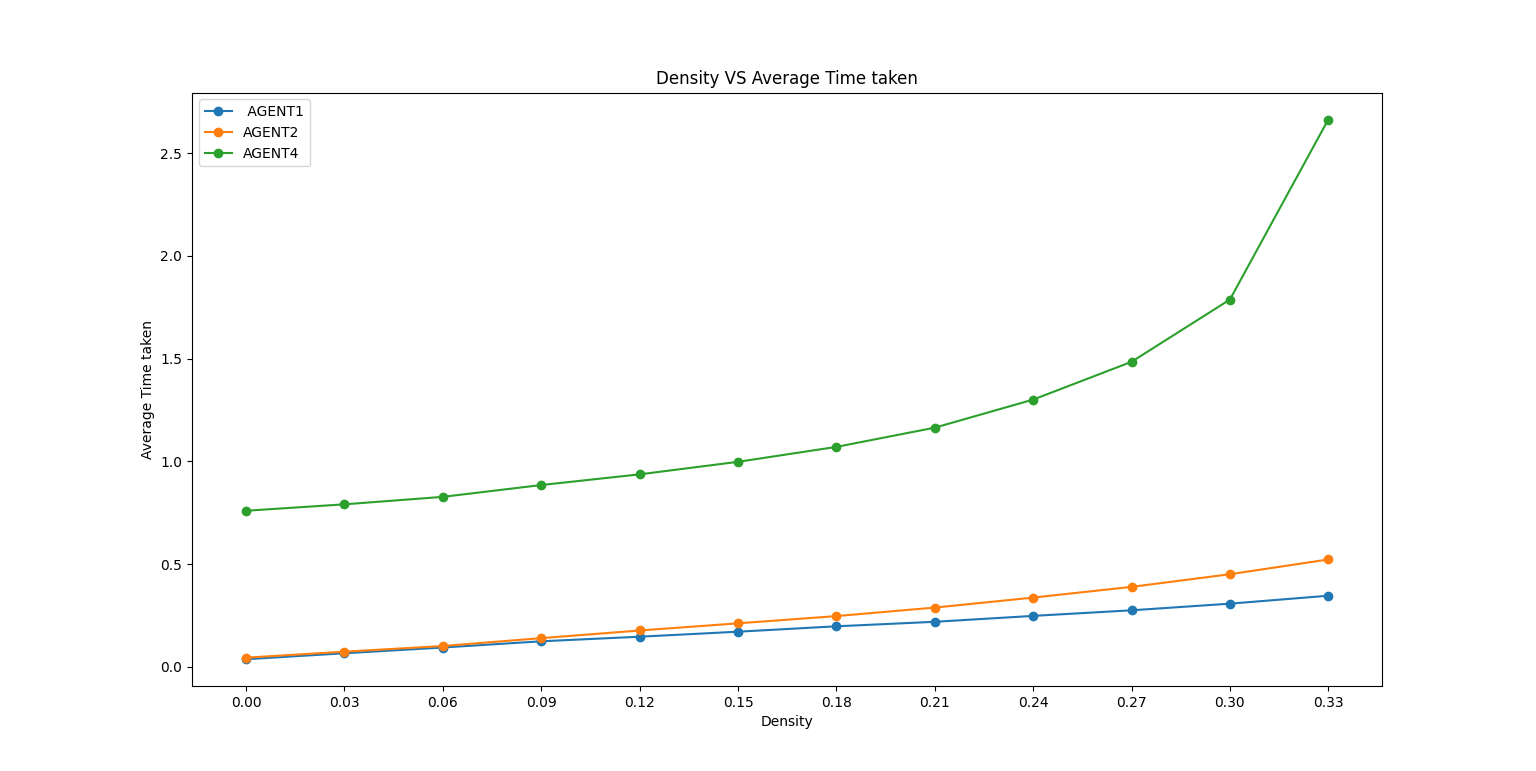 Density VS Average Time taken
AGENT1
AGENT2
AGENT4
Average Time taken
2.5
2.0
1.5
1.0
0.5
0.0
0.00 0.03 0.06 0.09 0.12 0.15 0.18 0.21 0.24 0.27 0.30 0.33
Density